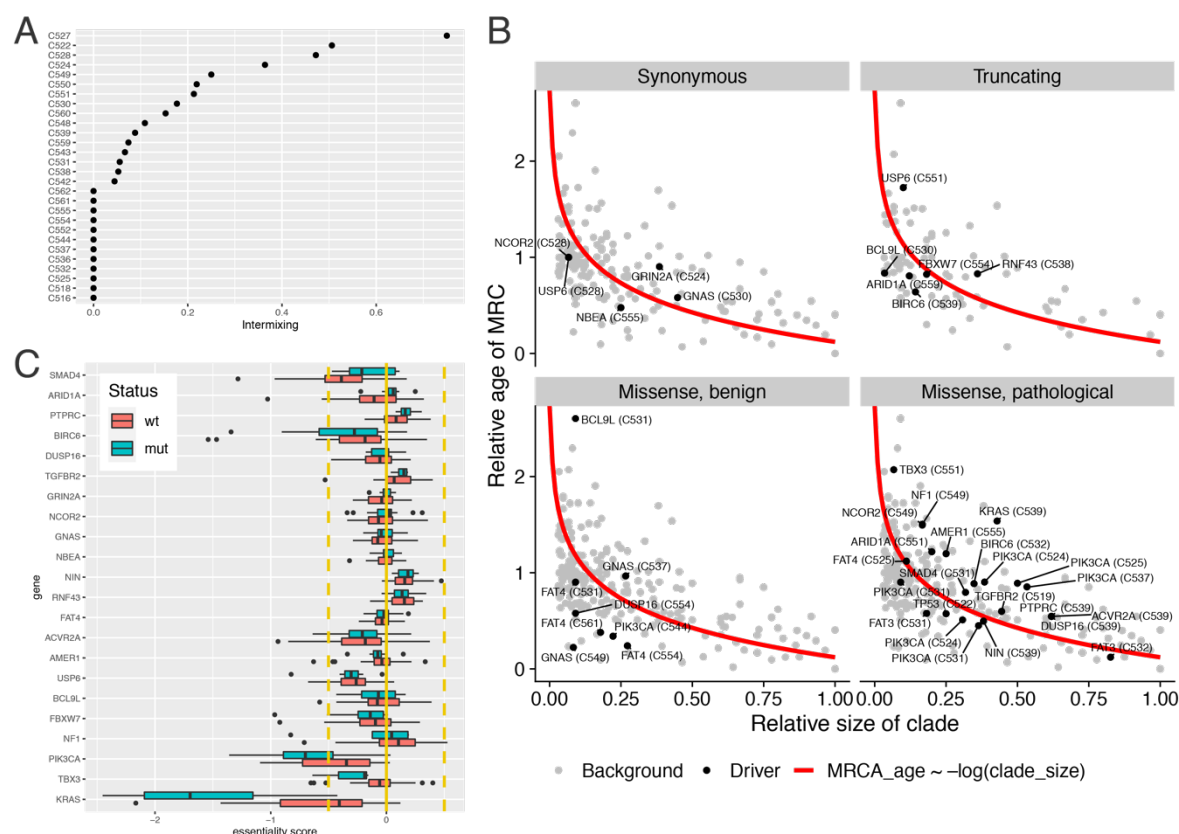 A
C527
C522
C528
C524
C549
C550
C551
C530
C560
C548
C539
C559
C543
C531
C538
C542
C562
C561
C555
C554
C552
C544
C537
C536
C532
C525
C518
C516
0.0 0.2 0.4 0.6
Intermixing
B
Synonymous
Truncating
NCOR2 (C528)
USP6 (C528)
GRIN2A (C524)
GNAS (C530)
NBEA (C555)
USP6 (C551)
BCL9L (C530)
FBXW7 (C554)
RNF43 (C538)
ARID1A (C559)
BIRC6 (C539)
2
1
0
Missense, benign
Missense, pathological
BCL9L (C531)
GNAS (C537)
FAT4 (C531)
DUSP16 (C554)
FAT4 (C561)
PIK3CA (C544)
GNAS (C549)
FAT4 (C554)
TBX3 (C551)
NF1 (C549)
NCOR2 (C549)
KRAS (C539)
AMER1 (C555)
ARID1A (C551)
BIRC6 (C532)
FAT4 (C525)
PIK3CA (C524)
PIK3CA (C525)
SMAD4 (C531)
PIK3CA (C537)
PIK3CA (C531)
TGFBR2 (C519)
TP53 (C522)
PTPRC (C539)
ACVR2A (C539)
FAT3 (C531)
DUSP16 (C539)
PIK3CA (C524)
PIK3CA (C531)
NIN (C539)
FAT3 (C532)
2
1
0
0.00 0.25 0.50 0.75 1.00
0.00 0.25 0.50 0.75 1.00
Relative age of MRC
Relative size of clade
Background
Driver
MRCA_age ~ −log(clade_size)
C
Status
wt
mut
SMAD4
ARID1A
PTPRC
BIRC6
DUSP16
TGFBR2
GRIN2A
NCOR2
GNAS
NBEA
NIN
RNF43
FAT4
ACVR2A
AMER1
USP6
BCL9L
FBXW7
NF1
PIK3CA
TBX3
KRAS
gene
-2 -1 0
essentiality score